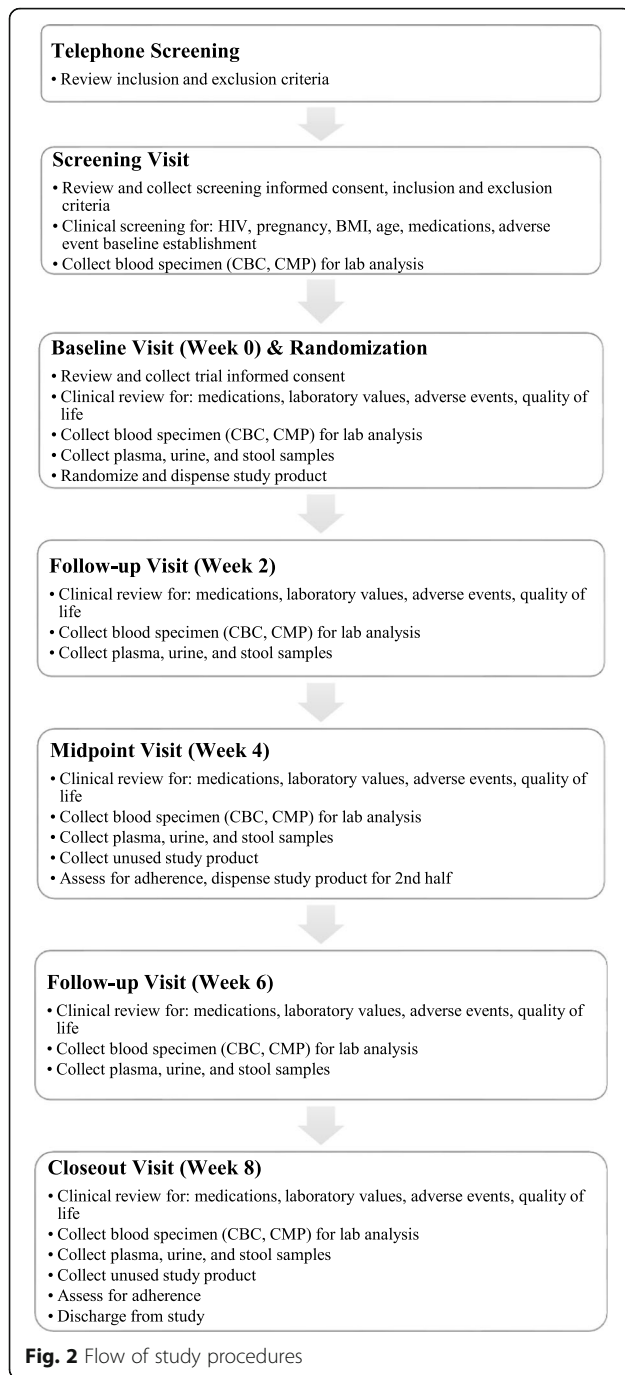 Telephone Screening
• Review inclusion and exclusion criteria
Screening Visit
• Review and collect screening informed consent, inclusion and exclusion
criteria
• Clinical screening for: HIV, pregnancy, BMI, age, medications, adverse
event baseline establishment
• Collect blood specimen (CBC, CMP) for lab analysis
Baseline Visit (Week 0) & Randomization
• Review and collect trial informed consent
• Clinical review for: medications, laboratory values, adverse events, quality of
life
• Collect blood specimen (CBC, CMP) for lab analysis
• Collect plasma, urine, and stool samples
• Randomize and dispense study product
Follow-up Visit (Week 2)
• Clinical review for: medications, laboratory values, adverse events, quality of
life
• Collect blood specimen (CBC, CMP) for lab analysis
• Collect plasma, urine, and stool samples
Midpoint Visit (Week 4)
• Clinical review for: medications, laboratory values, adverse events, quality of
life
• Collect blood specimen (CBC, CMP) for lab analysis
• Collect plasma, urine, and stool samples
• Collect unused study product
• Assess for adherence, dispense study product for 2nd half
Follow-up Visit (Week 6)
• Clinical review for: medications, laboratory values, adverse events, quality of
life
• Collect blood specimen (CBC, CMP) for lab analysis
• Collect plasma, urine, and stool samples
Closeout Visit (Week 8)
• Clinical review for: medications, laboratory values, adverse events, quality of
life
• Collect blood specimen (CBC, CMP) for lab analysis
• Collect plasma, urine, and stool samples
• Collect unused study product
• Assess for adherence
• Discharge from study
Fig. 2 Flow of study procedures